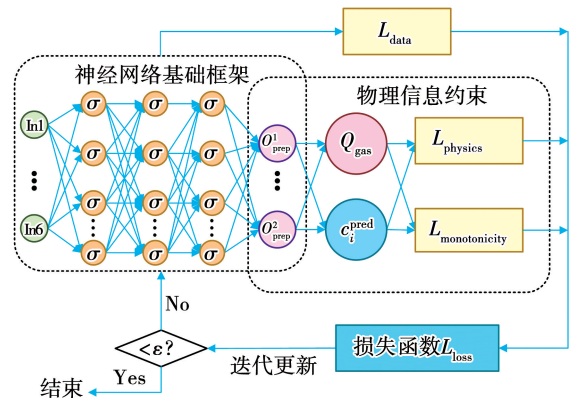 L_data
神经网络基础框架
物理信息约束
In1
In6
σ σ σ
σ σ σ
σ σ σ
σ σ σ
O^1_prep
O^2_prep
Q_gas
c_i^pred
L_physics
L_monotonicity
No
<ε?
Yes
结束
迭代更新
损失函数L_loss